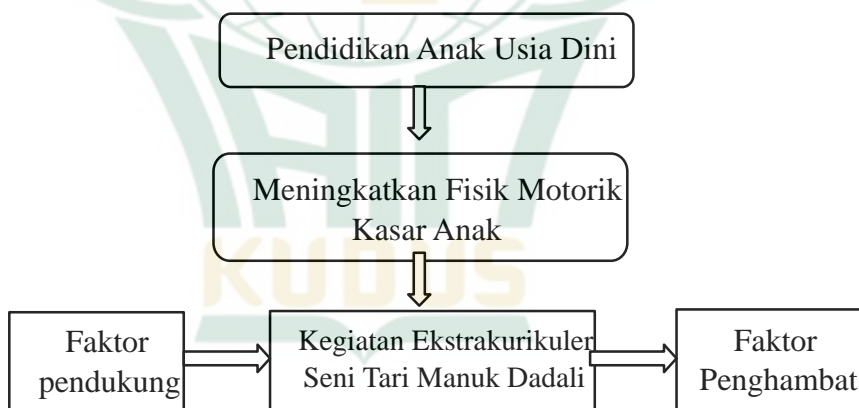 Pendidikan Anak Usia Dini
Meningkatkan Fisik Motorik
Kasar Anak
KUDUS
Faktor
pendukung
Kegiatan Ekstrakurikuler
Seni Tari Manuk Dadali
Faktor
Penghambat